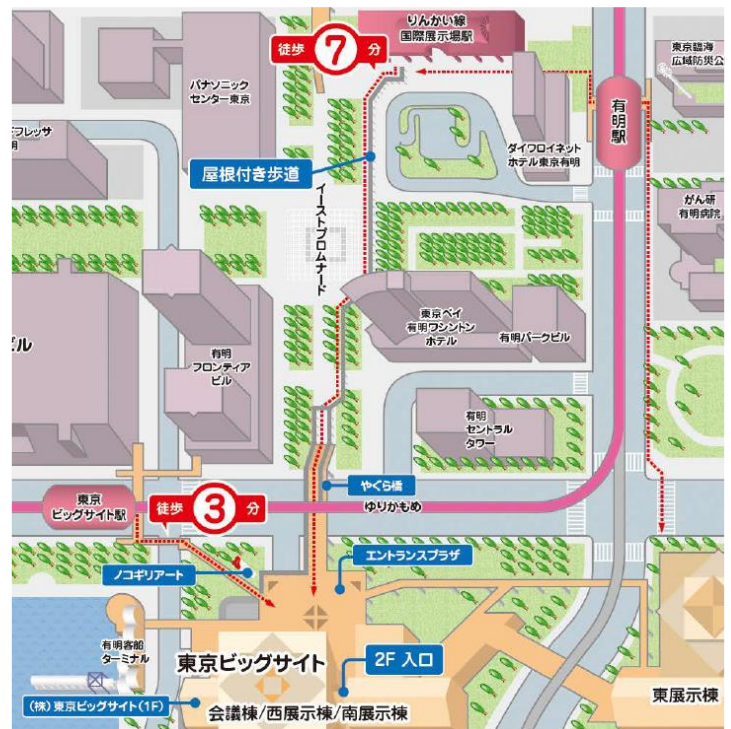 りんかい線
国際展示場駅
徒歩 7 分
東京臨海
広域防災公
パナソニック
センター東京
有明駅
フレッサ
明
ダイワロイネット
ホテル東京有明
屋根付き歩道
イーストプロムナード
がん研
有明病院
東京ベイ
有明ワシントン
ホテル
有明パークビル
ビル
有明
フロンティア
ビル
有明
セントラル
タワー
やぐら橋
東京
ビッグサイト駅
徒歩 3 分
ゆりかもめ
エントランスプラザ
ノコギリアート
有明客船
ターミナル
東京ビッグサイト
2F 入口
東展示棟
(株)東京ビッグサイト(1F)
会議棟/西展示棟/南展示棟